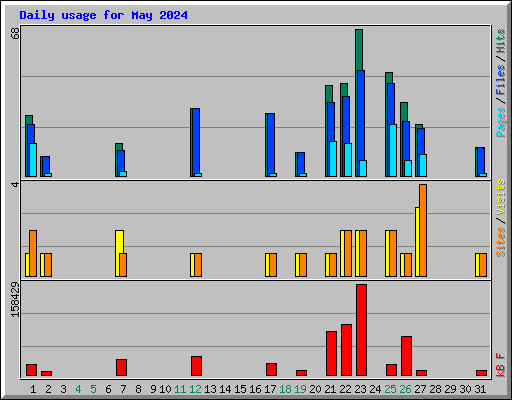 Daily usage for May 2024
68
Pages/Files/Hits
4
Sites/Visits
158429
kB F
1 2 3 4 5 6 7 8 9 10 11 12 13 14 15 16 17 18 19 20 21 22 23 24 25 26 27 28 29 30 31